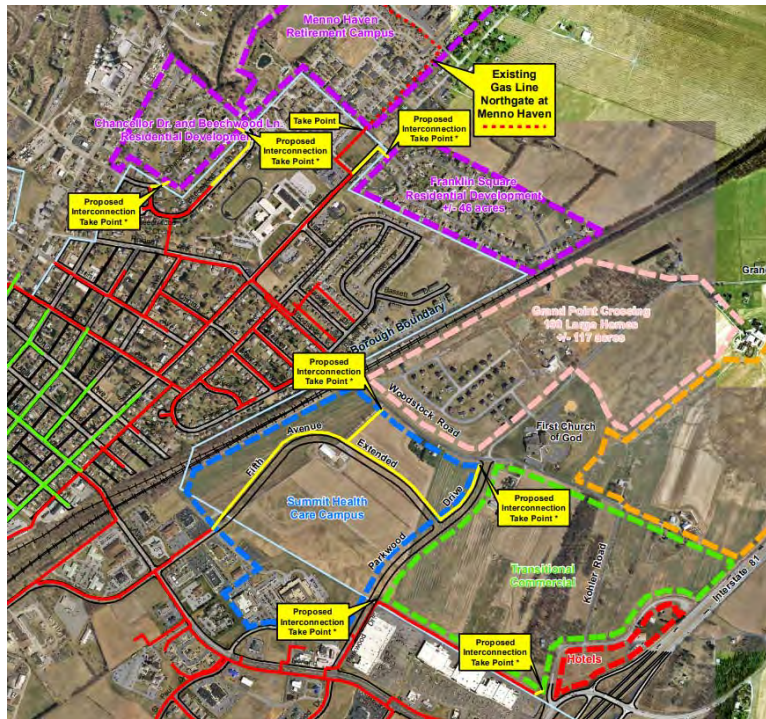 Menno Haven
Retirement Campus
Existing
Gas Line
Northgate at
Menno Haven
Chancellor Dr. and Beechwood Ln.
Residential Development
Take Point
Proposed
Interconnection
Take Point *
Proposed
Interconnection
Take Point *
Proposed
Interconnection
Take Point *
Franklin Square
Residential Development
+/- 46 acres
Grand
Borough Boundary
Grand Point Crossing
+/- 117 acres
Proposed
Interconnection
Take Point *
Woodstock Road
First Church
of God
Fifth
Avenue
Extended
Drive
Parkwood
Summit Health
Care Campus
Proposed
Interconnection
Take Point *
Transitional
Commercial
Kohler Road
Interstate 81
Proposed
Interconnection
Take Point *
Proposed
Interconnection
Take Point *
Hotels